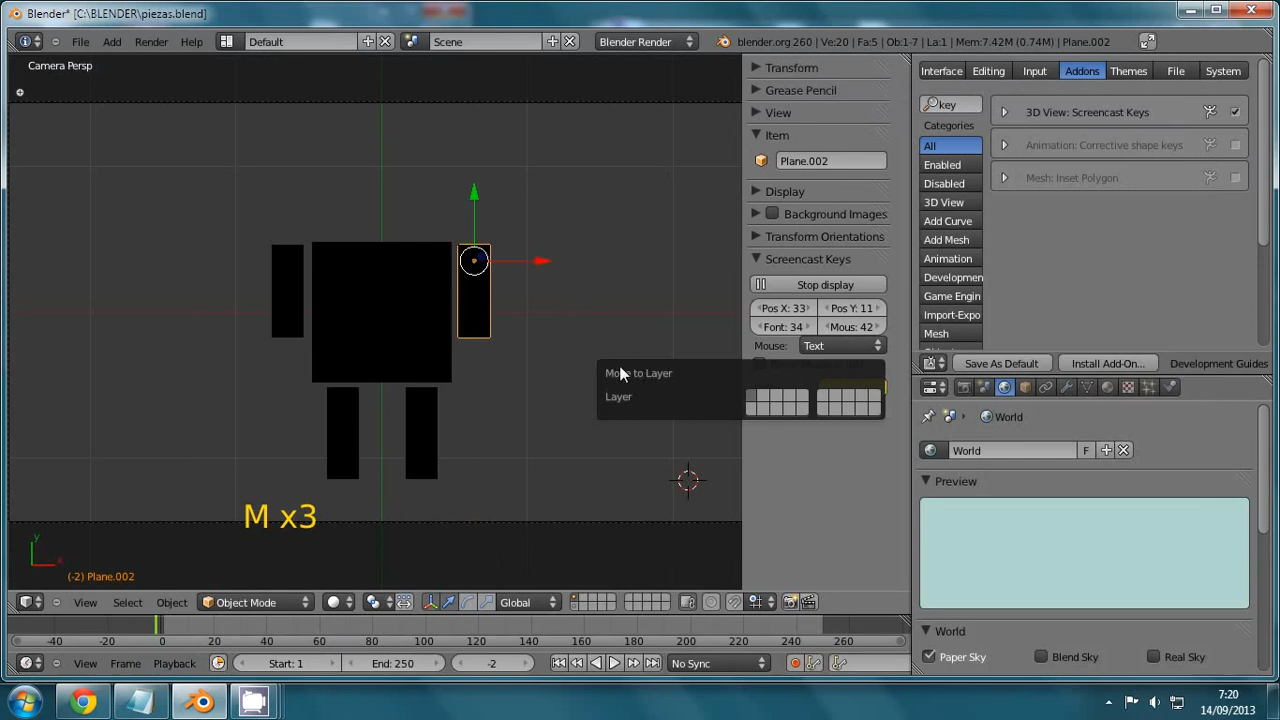 Blender* [C:\BLENDER\piezas.blend]
File Add Render Help Default Scene Blender Render blender.org 260 | Ve:20 | Fa:5 | Ob:1-7 | La:1 | Mem:7.42M (0.74M) | Plane.002
Camera Persp
M x3
(-2) Plane.002
Transform
Grease Pencil
View
Item
Plane.002
Display
Background Images
Transform Orientations
Screencast Keys
Stop display
Pos X: 33 Pos Y: 11
Font: 34 Mous: 42
Mouse: Text
Move to Layer
Layer
Interface Editing Input Addons Themes File System
key
Categories
All
Enabled
Disabled
3D View
Add Curve
Add Mesh
Animation
Developmen
Game Engin
Import-Expo
Mesh
3D View: Screencast Keys
Animation: Corrective shape keys
Mesh: Inset Polygon
Save As Default Install Add-On... Development Guides
World
World F
Preview
World
Paper Sky Blend Sky Real Sky
View Select Object Object Mode Global
-40 -20 0 20 40 60 80 100 120 140 160 180 200 220 240 260
View Frame Playback Start: 1 End: 250 -2 No Sync
7:20
14/09/2013